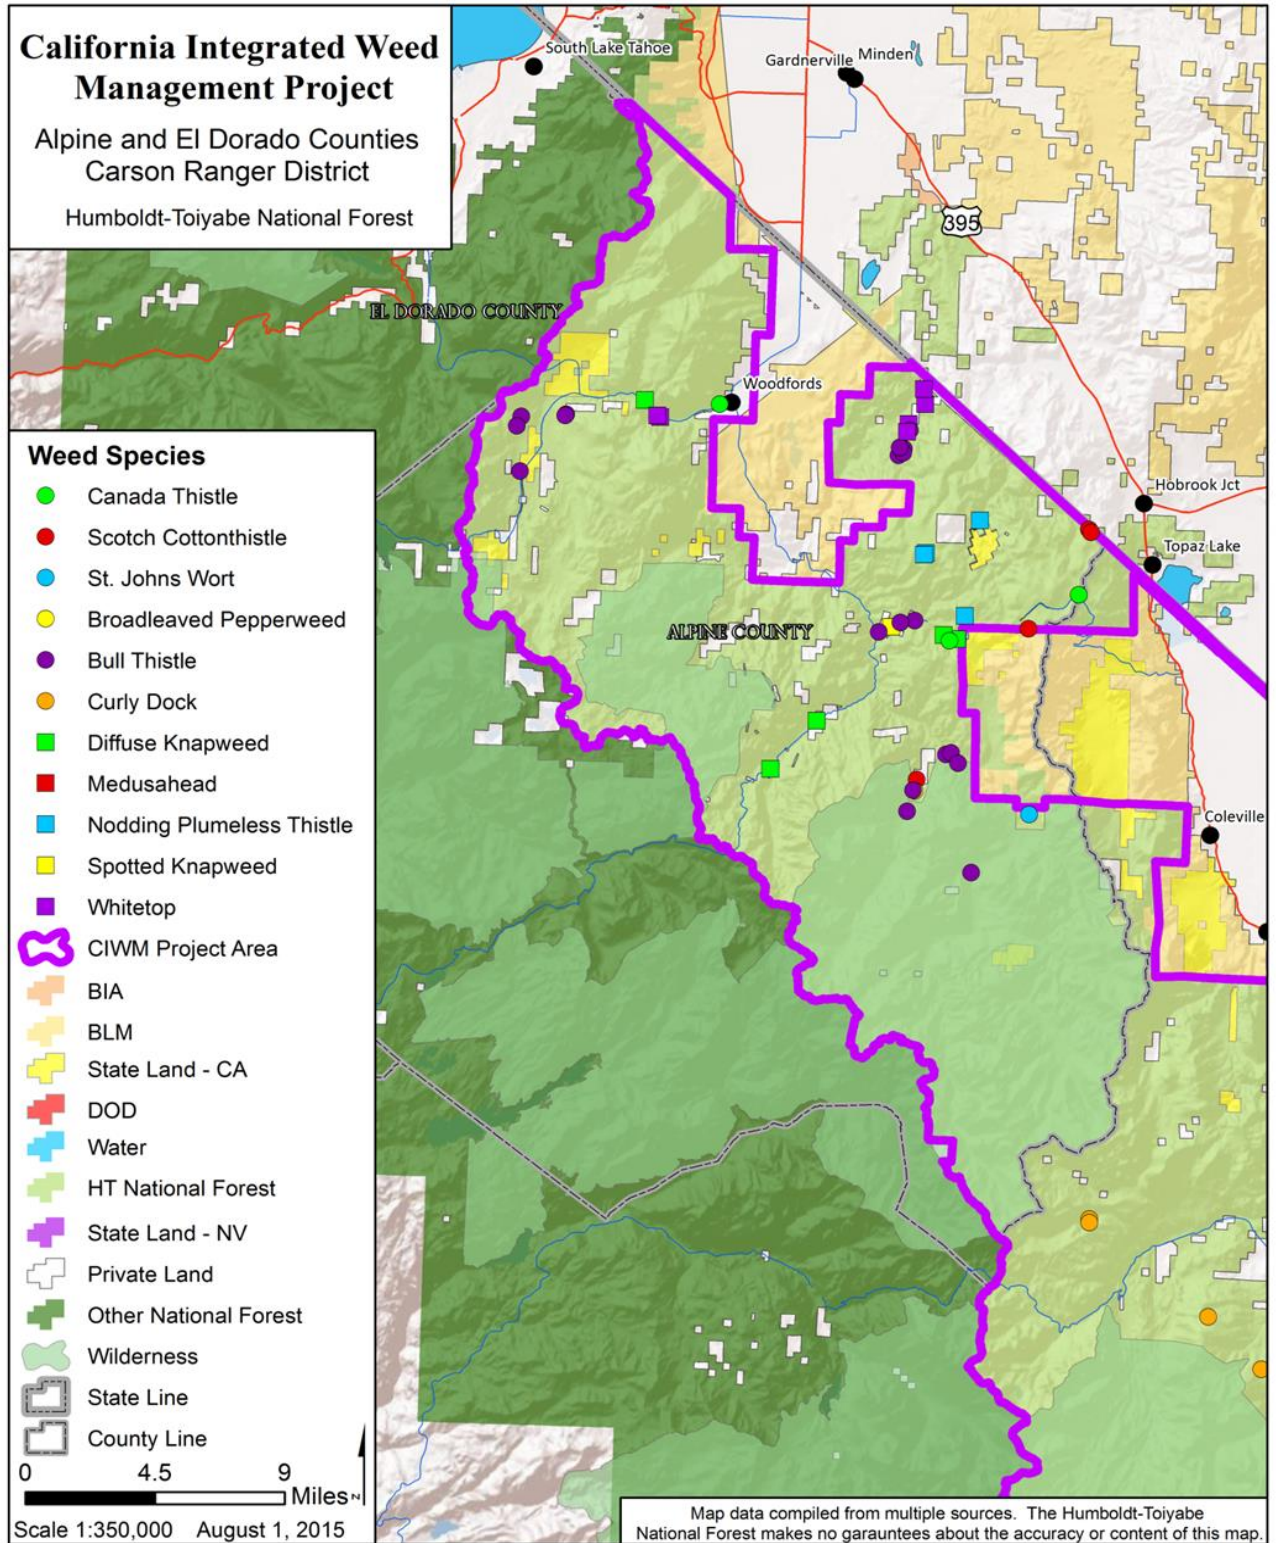 California Integrated Weed
Management Project
Alpine and El Dorado Counties
Carson Ranger District
Humboldt-Toiyabe National Forest
South Lake Tahoe
Gardnerville
Minden
395
EL DORADO COUNTY
Woodfords
Hobrook Jct
Topaz Lake
ALPINE COUNTY
Coleville
Weed Species
Canada Thistle
Scotch Cottonthistle
St. Johns Wort
Broadleaved Pepperweed
Bull Thistle
Curly Dock
Diffuse Knapweed
Medusahead
Nodding Plumeless Thistle
Spotted Knapweed
Whitetop
CIWM Project Area
BIA
BLM
State Land - CA
DOD
Water
HT National Forest
State Land - NV
Private Land
Other National Forest
Wilderness
State Line
County Line
0 4.5 9
Miles
N
Scale 1:350,000 August 1, 2015
Map data compiled from multiple sources. The Humboldt-Toiyabe
National Forest makes no garauntees about the accuracy or content of this map.